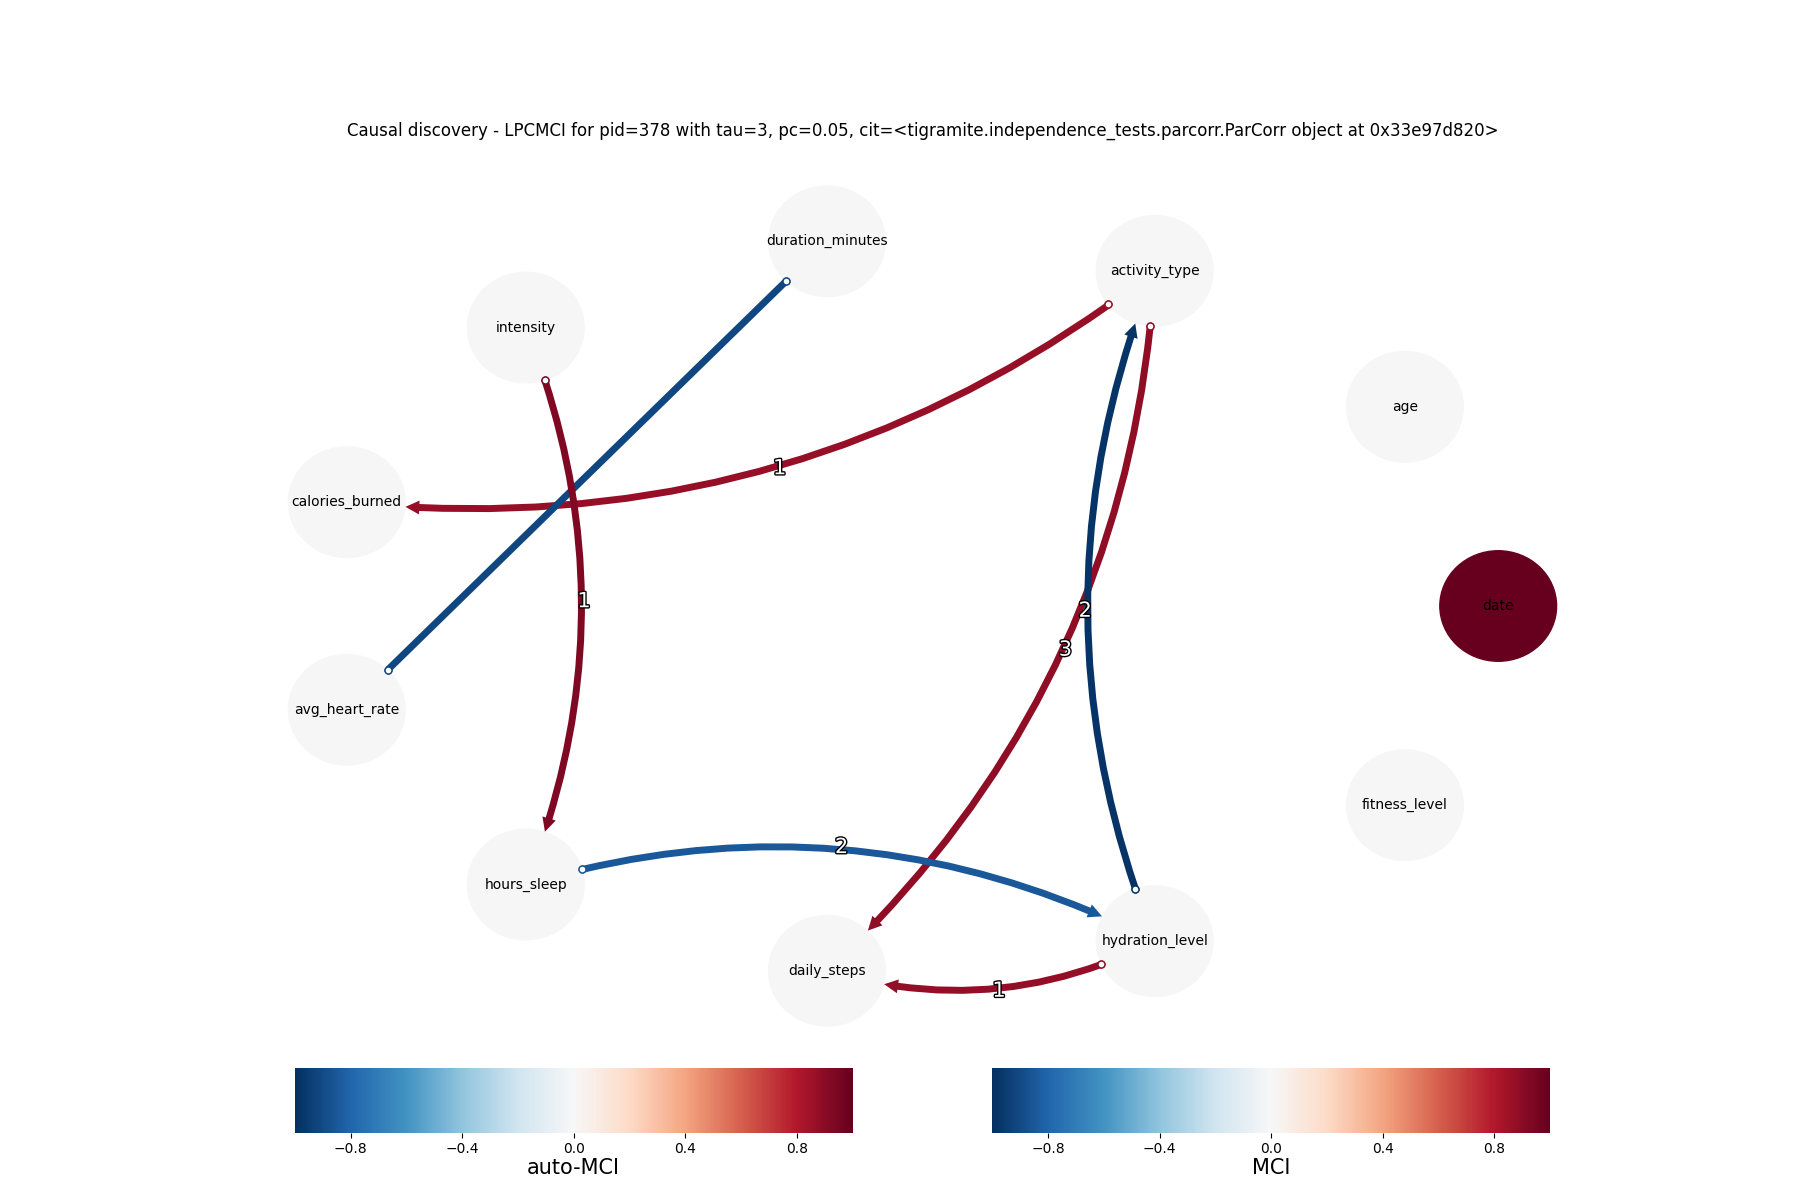 Causal discovery - LPCMCI for pid=378 with tau=3, pc=0.05, cit=<tigramite.independence_tests.parcorr.ParCorr object at 0x33e97d820>
duration_minutes
activity_type
intensity
age
1
calories_burned
1
date
2
3
avg_heart_rate
fitness_level
2
hours_sleep
hydration_level
daily_steps
1
−0.8 −0.4 0.0 0.4 0.8
auto-MCI
−0.8 −0.4 0.0 0.4 0.8
MCI